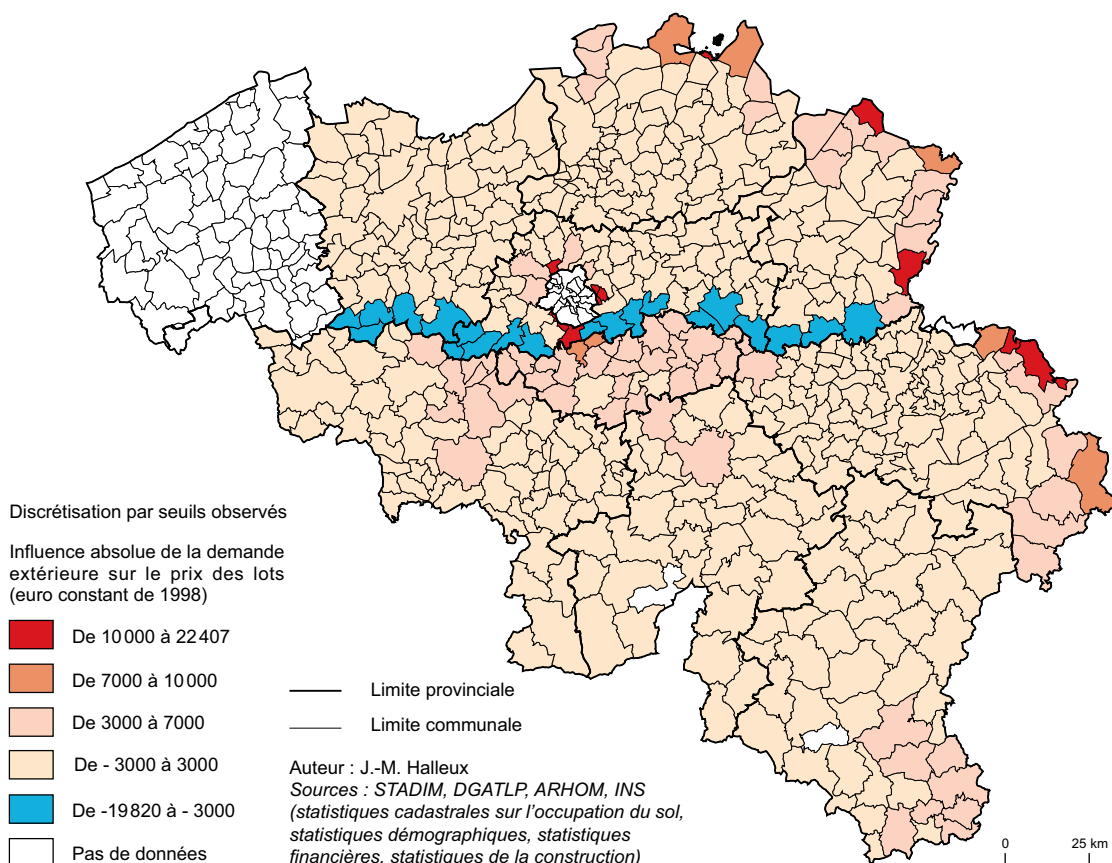 Discrétisation par seuils observés
Influence absolue de la demande
extérieure sur le prix des lots
(euro constant de 1998)
De 10 000 à 22 407
De 7000 à 10 000
De 3000 à 7000
De - 3000 à 3000
De -19 820 à - 3000
Pas de données
Limite provinciale
Limite communale
Auteur : J.-M. Halleux
Sources : STADIM, DGATLP, ARHOM, INS
(statistiques cadastrales sur l'occupation du sol,
statistiques démographiques, statistiques
financières, statistiques de la construction)
0 25 km